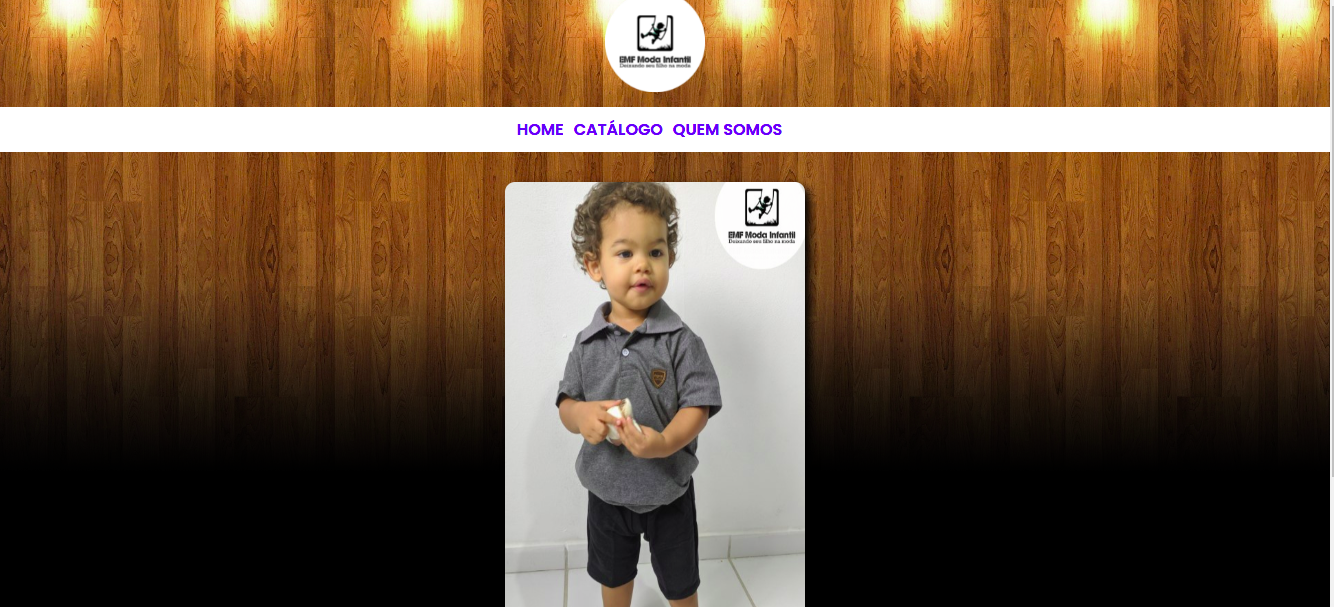 EMF Moda Infantil
Deixando seu filho na moda
HOME CATÁLOGO QUEM SOMOS
EMF Moda Infantil
Deixando seu filho na moda